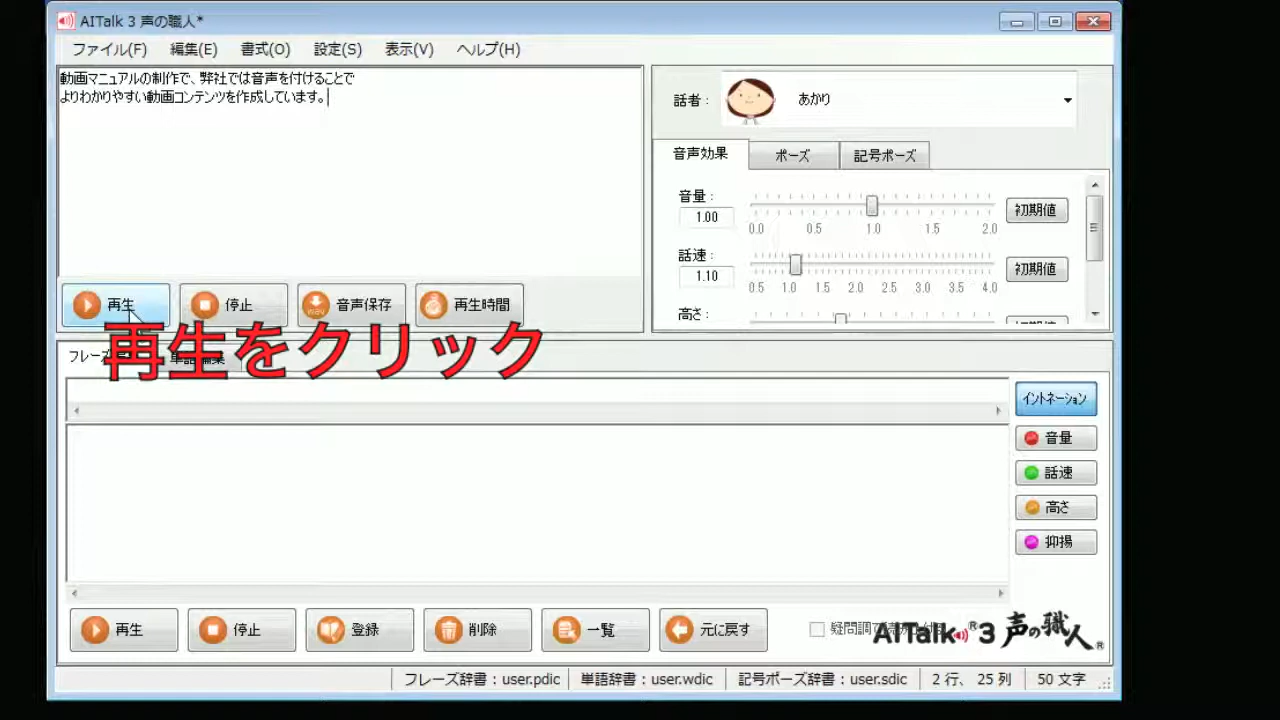 AITalk 3 声の職人*
ファイル(F) 編集(E) 書式(O) 設定(S) 表示(V) ヘルプ(H)
動画マニュアルの制作で、弊社では音声を付けることで
よりわかりやすい動画コンテンツを作成しています。
話者： あかり
音声効果 ポーズ 記号ポーズ
音量：
1.00
0.0 0.5 1.0 1.5 2.0
初期値
話速：
1.10
0.5 1.0 1.5 2.0 2.5 3.0 3.5 4.0
初期値
高さ：
再生 停止 音声保存 再生時間
再生をクリック
イントネーション
音量
話速
高さ
抑揚
再生 停止 登録 削除 一覧 元に戻す
AITalk®3 声の職人®
フレーズ辞書：user.pdic 単語辞書：user.wdic 記号ポーズ辞書：user.sdic 2 行、 25 列 50 文字